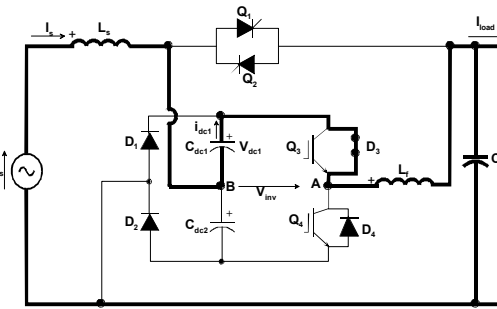 Q1
Is + Ls
Iload
Q2
idc1
+
D1
Cdc1 Vdc1
Q3 D3
Lf
C
s
B Vinv A +
D2
+
Cdc2
Q4 D4